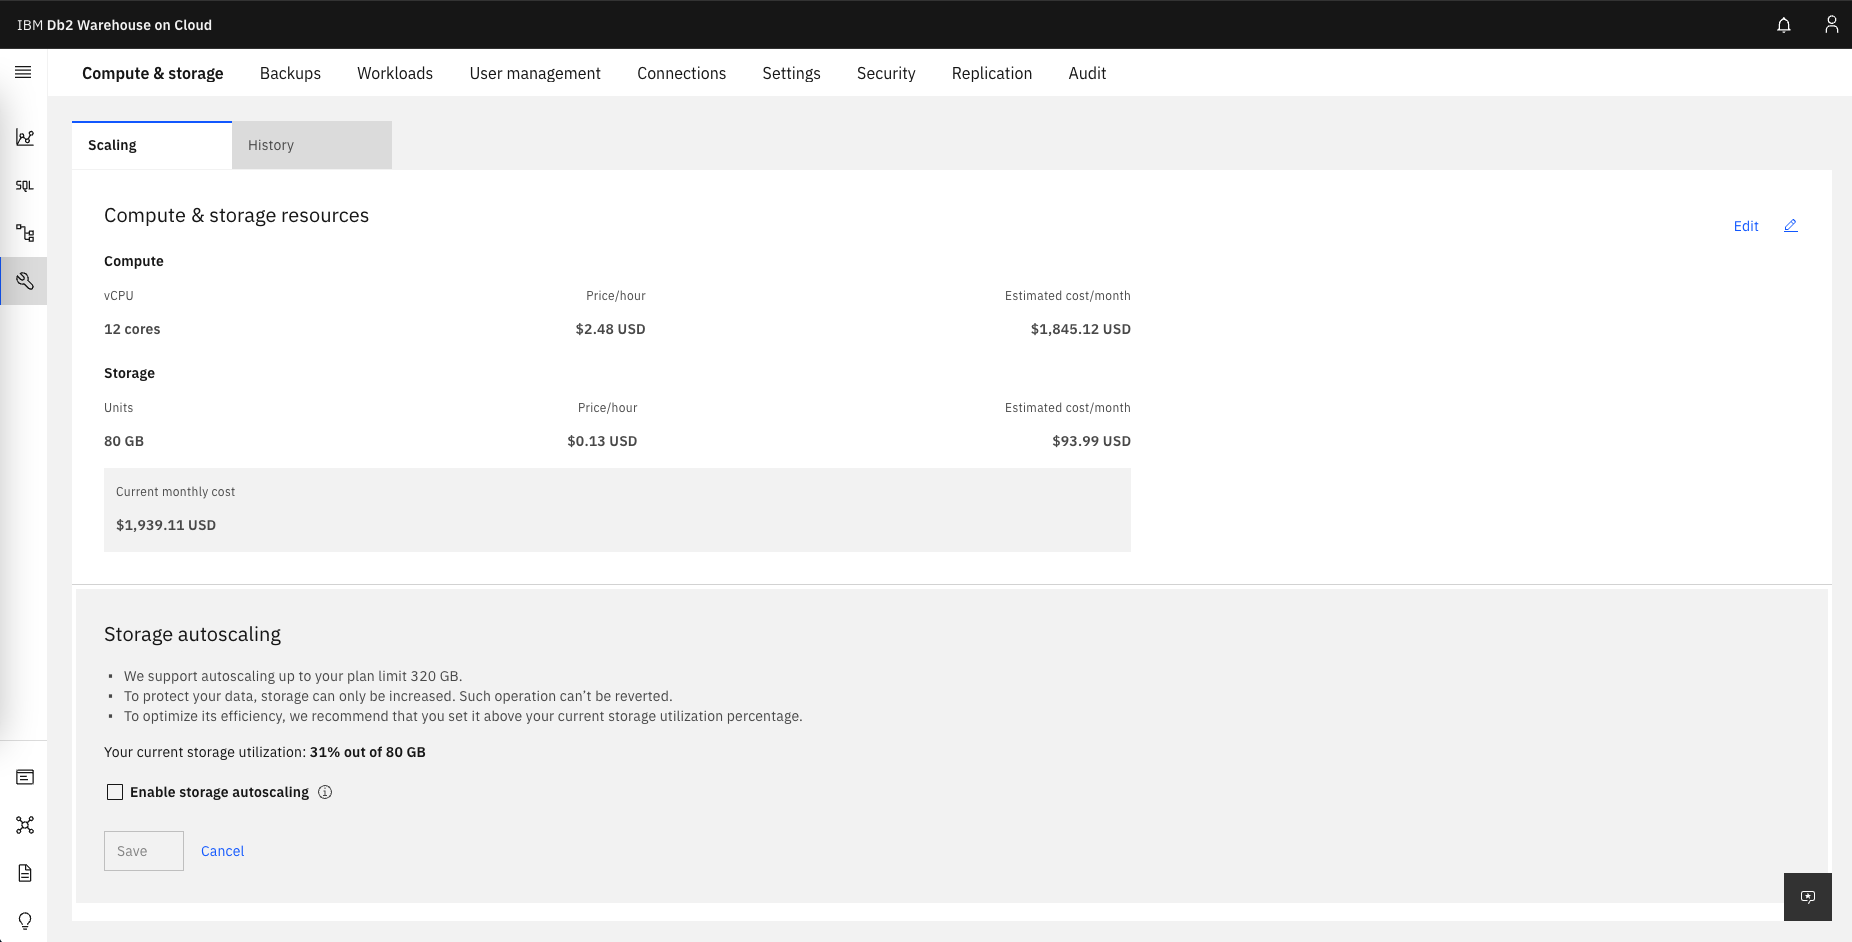 IBM Db2 Warehouse on Cloud
Compute & storage Backups Workloads User management Connections Settings Security Replication Audit
Scaling History
SQL
Compute & storage resources
Edit
Compute
vCPU Price/hour Estimated cost/month
12 cores $2.48 USD $1,845.12 USD
Storage
Units Price/hour Estimated cost/month
80 GB $0.13 USD $93.99 USD
Current monthly cost
$1,939.11 USD
Storage autoscaling
• We support autoscaling up to your plan limit 320 GB.
• To protect your data, storage can only be increased. Such operation can’t be reverted.
• To optimize its efficiency, we recommend that you set it above your current storage utilization percentage.
Your current storage utilization: 31% out of 80 GB
Enable storage autoscaling
Save Cancel